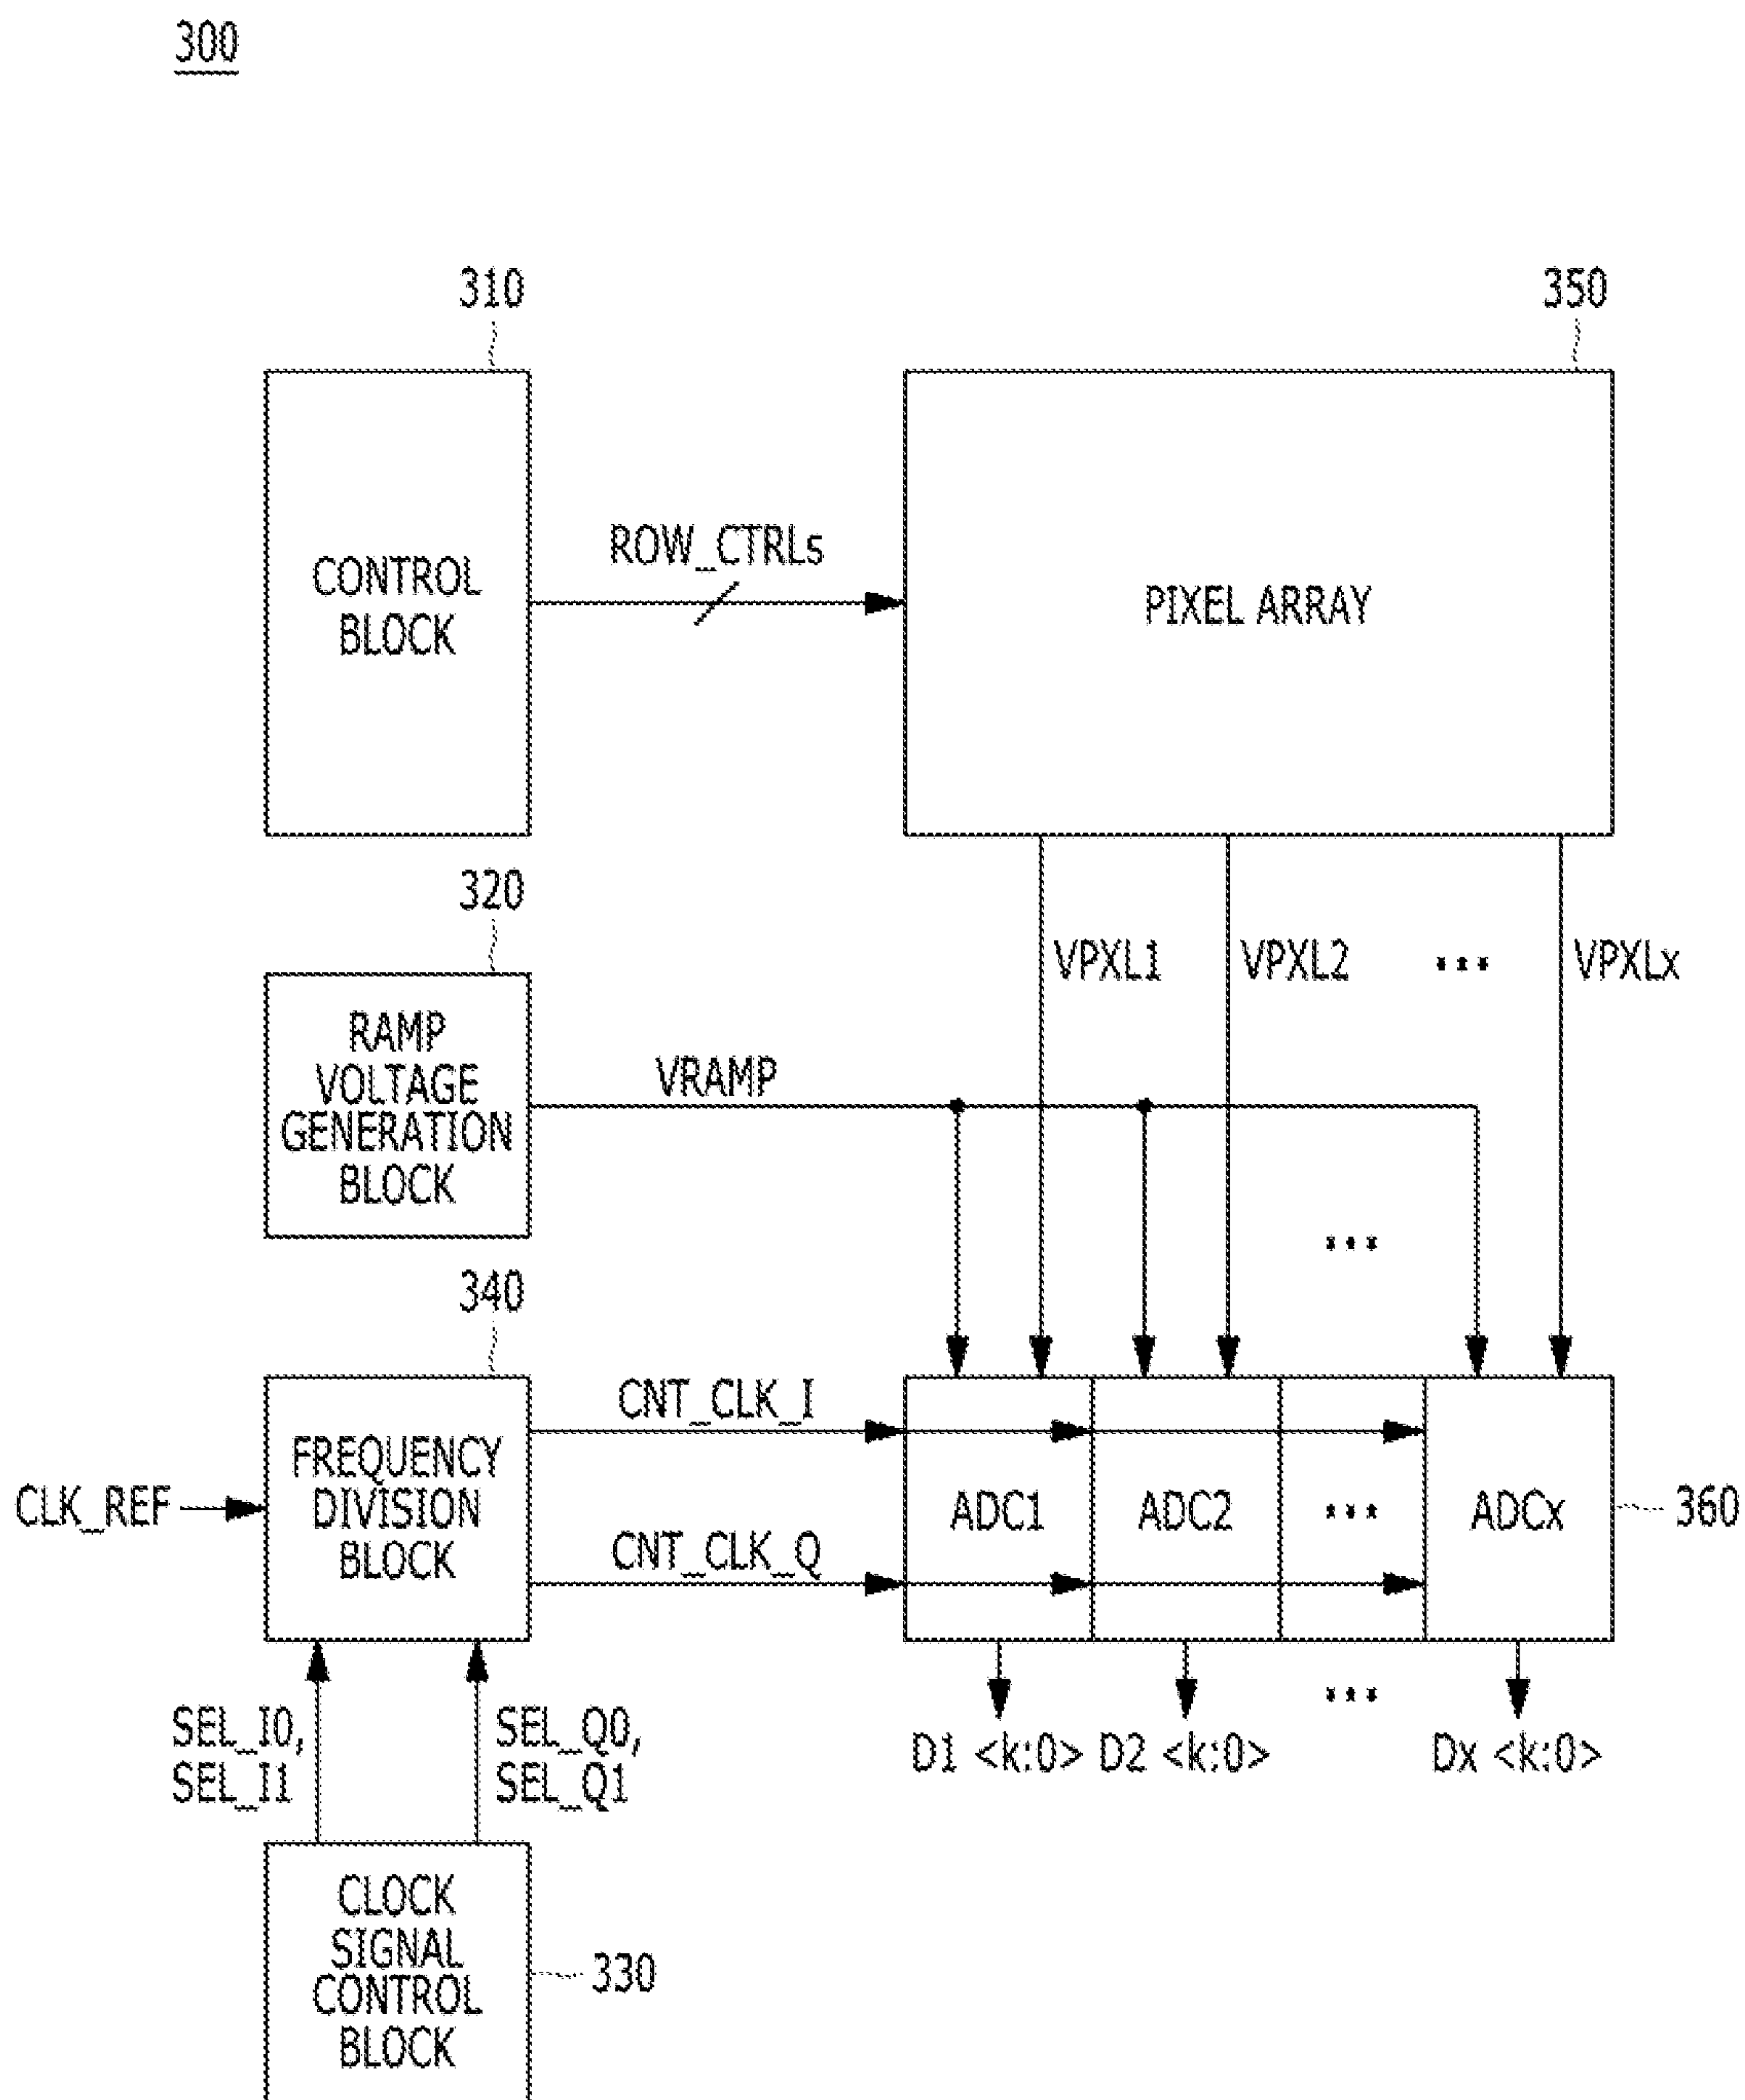 300
310
350
CONTROL
BLOCK
ROW_CTRLs
PIXEL ARRAY
320
VPXL1
VPXL2
...
VPXLx
RAMP
VOLTAGE
GENERATION
BLOCK
VRAMP
...
340
CNT_CLK_I
FREQUENCY
DIVISION
BLOCK
CLK_REF
ADC1
ADC2
...
ADCx
360
CNT_CLK_Q
SEL_I0,
SEL_I1
SEL_Q0,
SEL_Q1
...
D1 <k:0>
D2 <k:0>
Dx <k:0>
CLOCK
SIGNAL
CONTROL
BLOCK
330